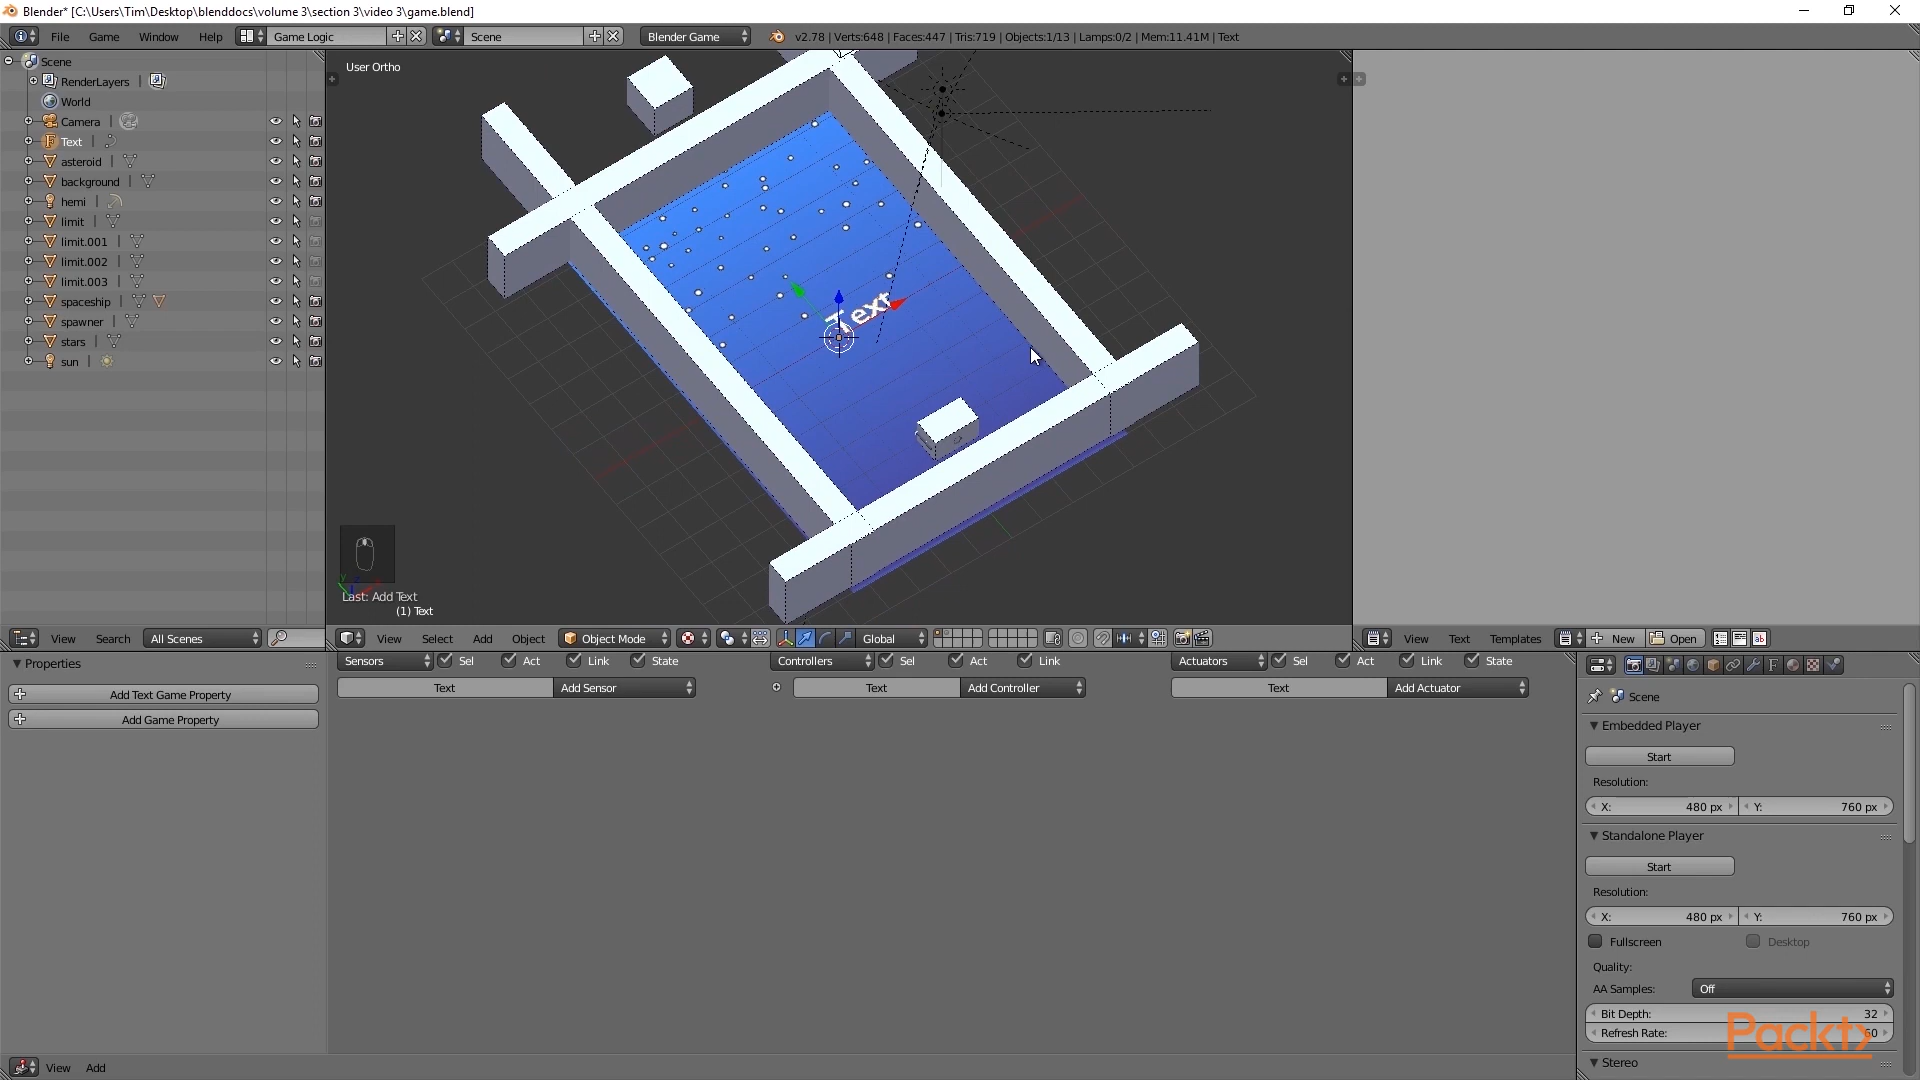 Blender* [C:\Users\Tim\Desktop\blenddocs\volume 3\section 3\video 3\game.blend]
File Game Window Help Game Logic Scene Blender Game v2.78 | Verts:648 | Faces:447 | Tris:719 | Objects:1/13 | Lamps:0/2 | Mem:11.41M | Text
Scene
RenderLayers
World
Camera
Text
asteroid
background
hemi
limit
limit.001
limit.002
limit.003
spaceship
spawner
stars
sun
User Ortho
Text
Last: Add Text
(1) Text
View Search All Scenes
View Select Add Object Object Mode Global
View Text Templates New Open
Properties
Add Text Game Property
Add Game Property
Sensors Sel Act Link State
Text Add Sensor
Controllers Sel Act Link
Text Add Controller
Actuators Sel Act Link State
Text Add Actuator
Scene
Embedded Player
Start
Resolution:
X: 480 px Y: 760 px
Standalone Player
Start
Resolution:
X: 480 px Y: 760 px
Fullscreen Desktop
Quality:
AA Samples: Off
Bit Depth: 32
Refresh Rate: 60
Stereo
Packt
View Add